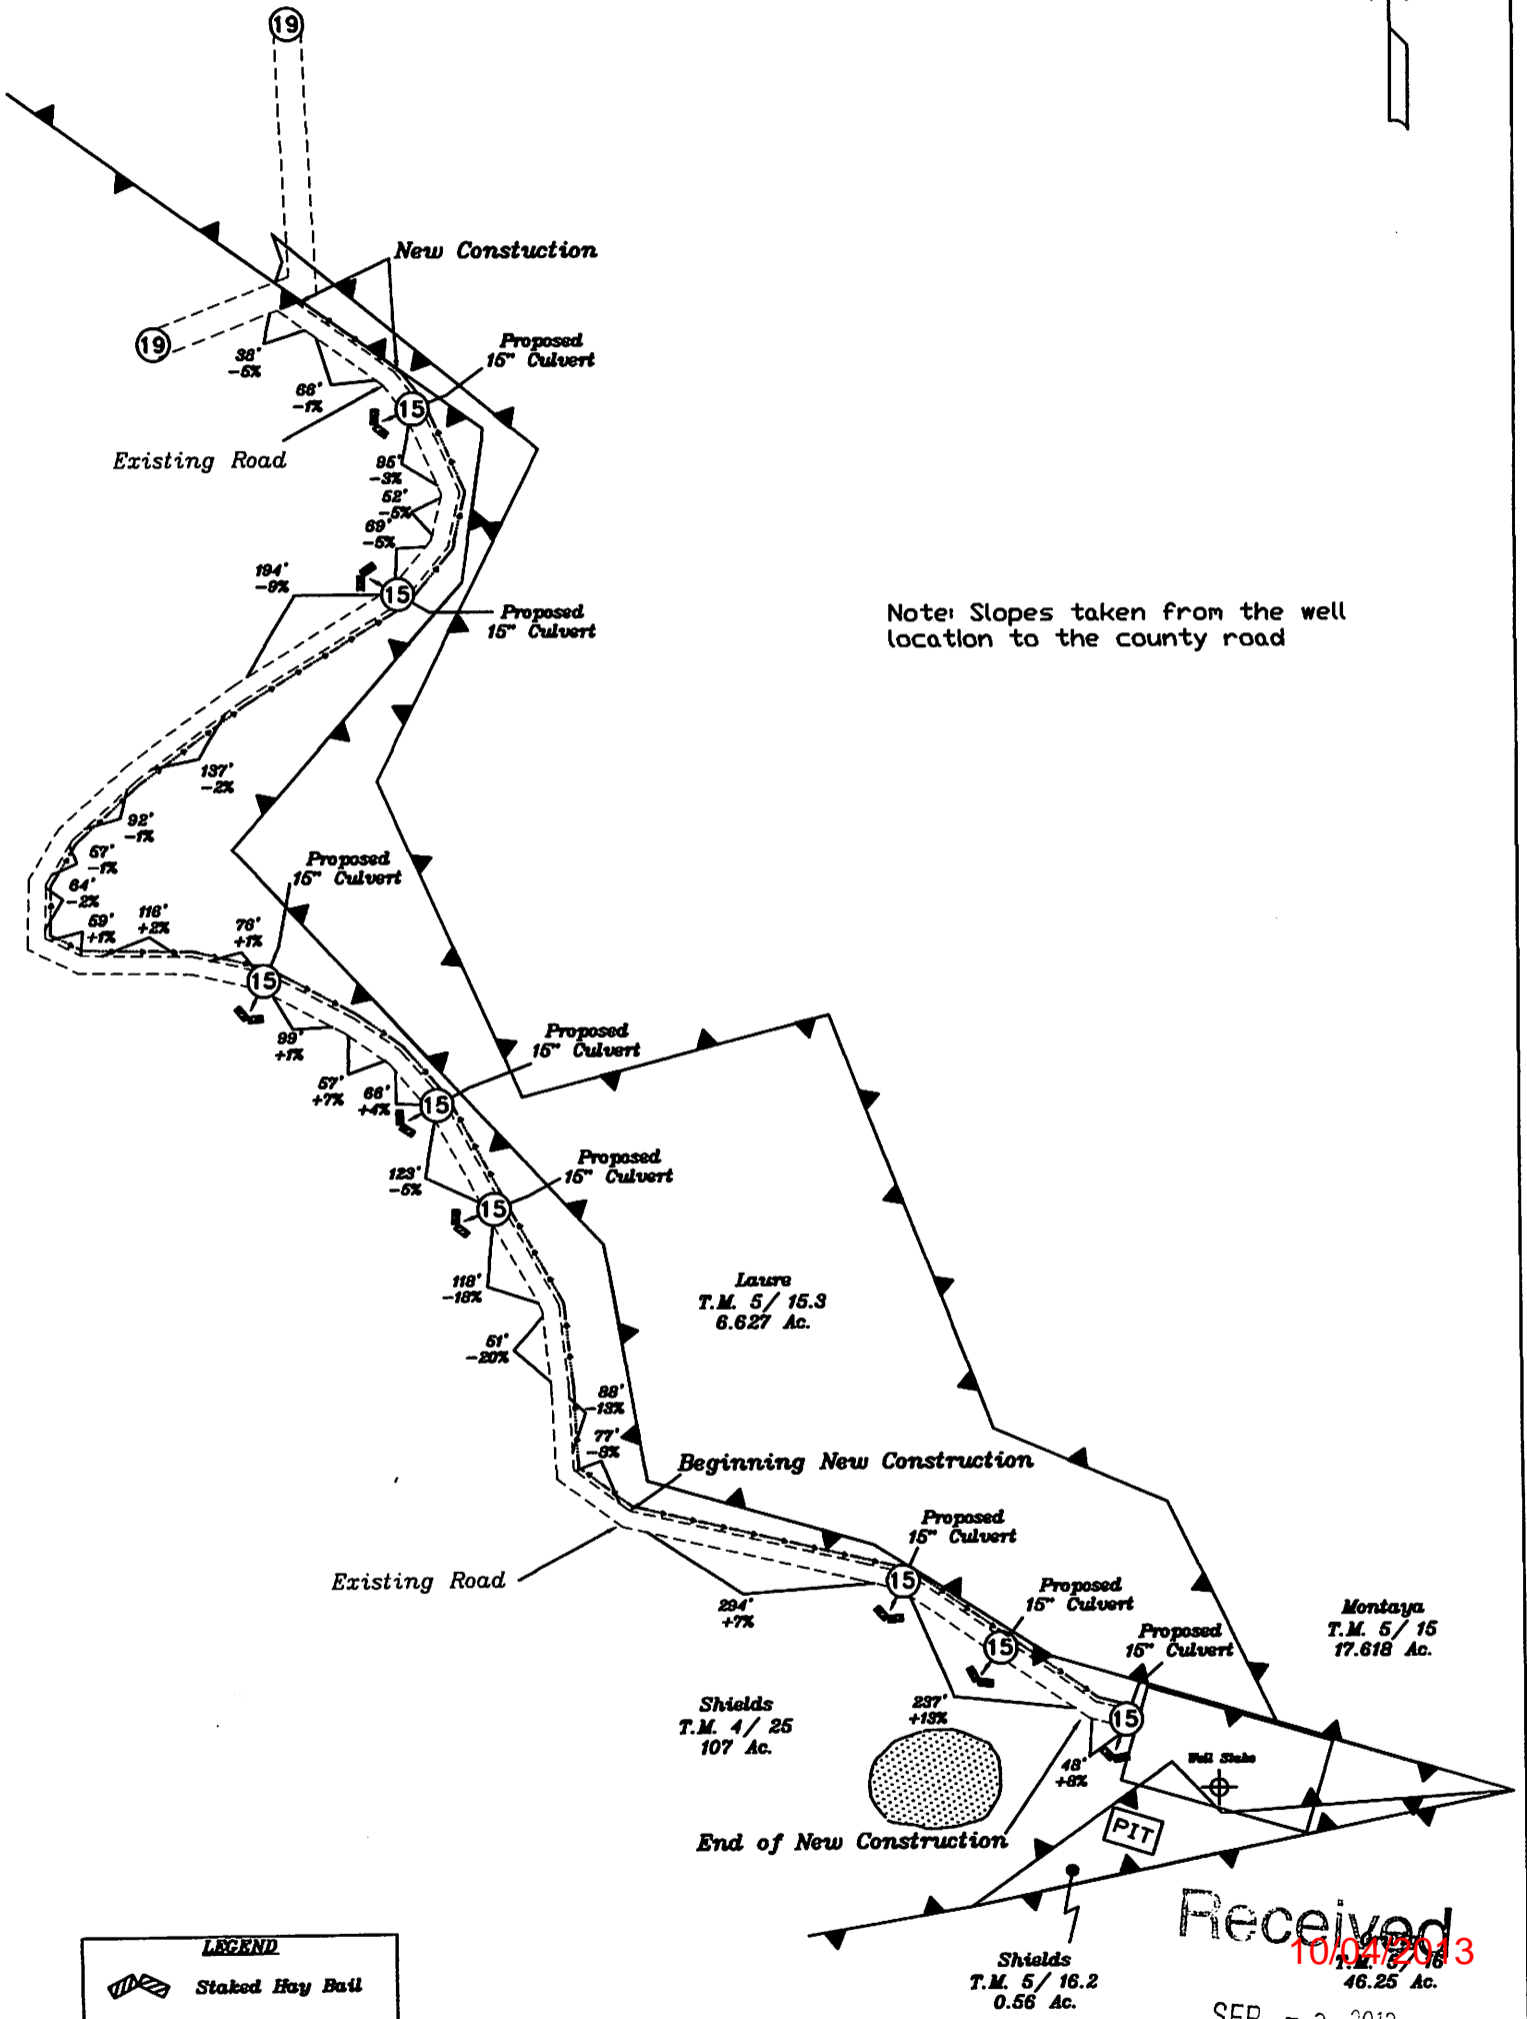 19
New Constuction
19
Proposed
15" Culvert
38'
-5%
15
Existing Road
95'
-3%
52'
-5%
69'
-5%
194'
-9%
15
Proposed
15" Culvert
Note: Slopes taken from the well
location to the county road
137'
-2%
92'
-1%
57'
-1%
64'
-2%
59'
+1%
116'
+2%
Proposed
15" Culvert
+1%
15
99'
+1%
57'
+7%
+4%
Proposed
15" Culvert
15
123'
-5%
Proposed
15" Culvert
15
118'
-18%
51'
-20%
88'
-13%
77'
-8%
Laure
T.M. 5/ 15.3
6.627 Ac.
Beginning New Construction
Existing Road
294'
+7%
Proposed
15" Culvert
15
Proposed
15" Culvert
15
Proposed
15" Culvert
15
Montaya
T.M. 5/ 15
17.618 Ac.
Shields
T.M. 4/ 25
107 Ac.
237'
+13%
48'
+8%
Well Stake
End of New Construction
PIT
Shields
T.M. 5/ 16.2
0.56 Ac.
Received
10/04/2013
46.25 Ac.
LEGEND
Staked Hay Bail